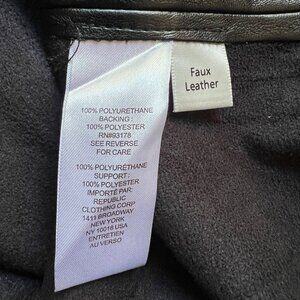 Faux
Leather
100% POLYURETHANE
BACKING :
100% POLYESTER
RN#93178
SEE REVERSE
FOR CARE
100% POLYURÉTHANE
SUPPORT :
100% POLYESTER
IMPORTÉ PAR:
REPUBLIC
CLOTHING CORP
1411 BROADWAY
NEW YORK
NY 10018 USA
ENTRETIEN
AU VERSO